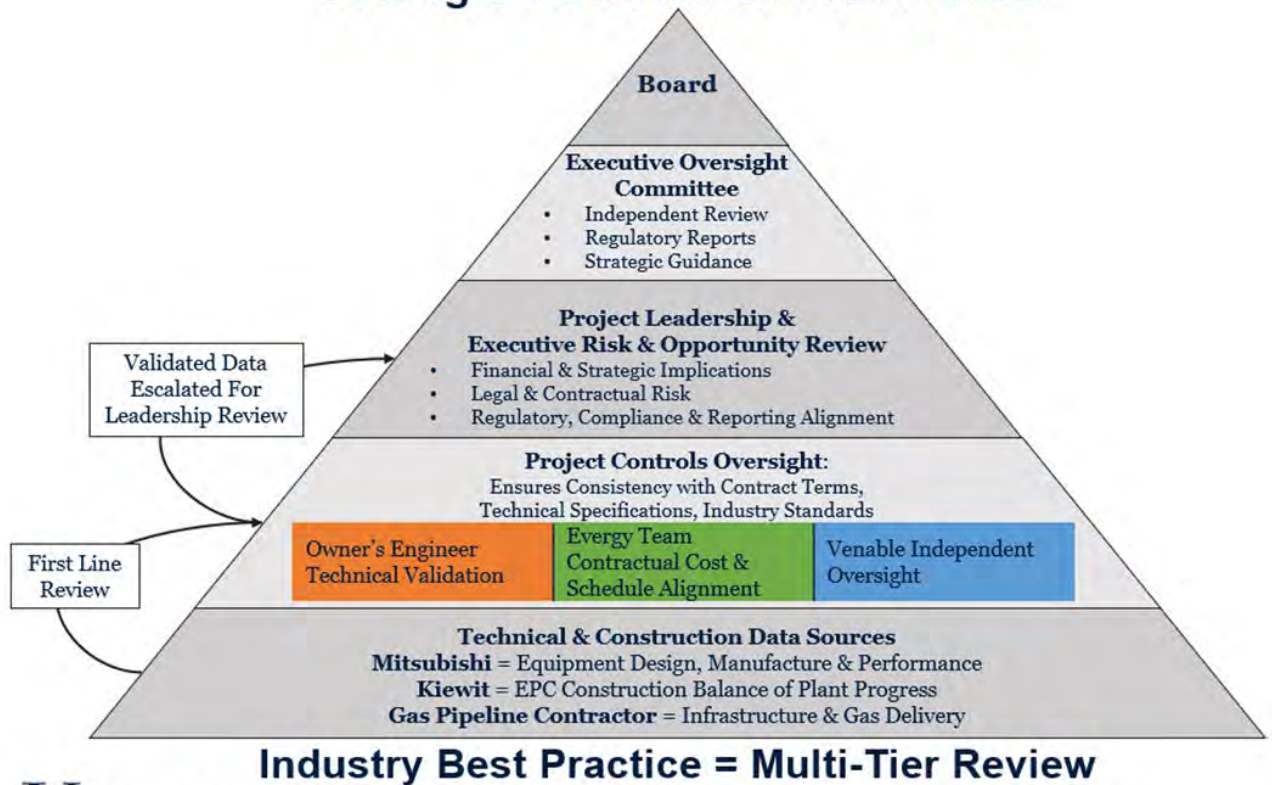 Board
Executive Oversight
Committee
• Independent Review
• Regulatory Reports
• Strategic Guidance
Project Leadership &
Executive Risk & Opportunity Review
• Financial & Strategic Implications
• Legal & Contractual Risk
• Regulatory, Compliance & Reporting Alignment
Validated Data
Escalated For
Leadership Review
Project Controls Oversight:
Ensures Consistency with Contract Terms,
Technical Specifications, Industry Standards
Owner's Engineer
Technical Validation
Evergy Team
Contractual Cost &
Schedule Alignment
Venable Independent
Oversight
First Line
Review
Technical & Construction Data Sources
Mitsubishi = Equipment Design, Manufacture & Performance
Kiewit = EPC Construction Balance of Plant Progress
Gas Pipeline Contractor = Infrastructure & Gas Delivery
Industry Best Practice = Multi-Tier Review